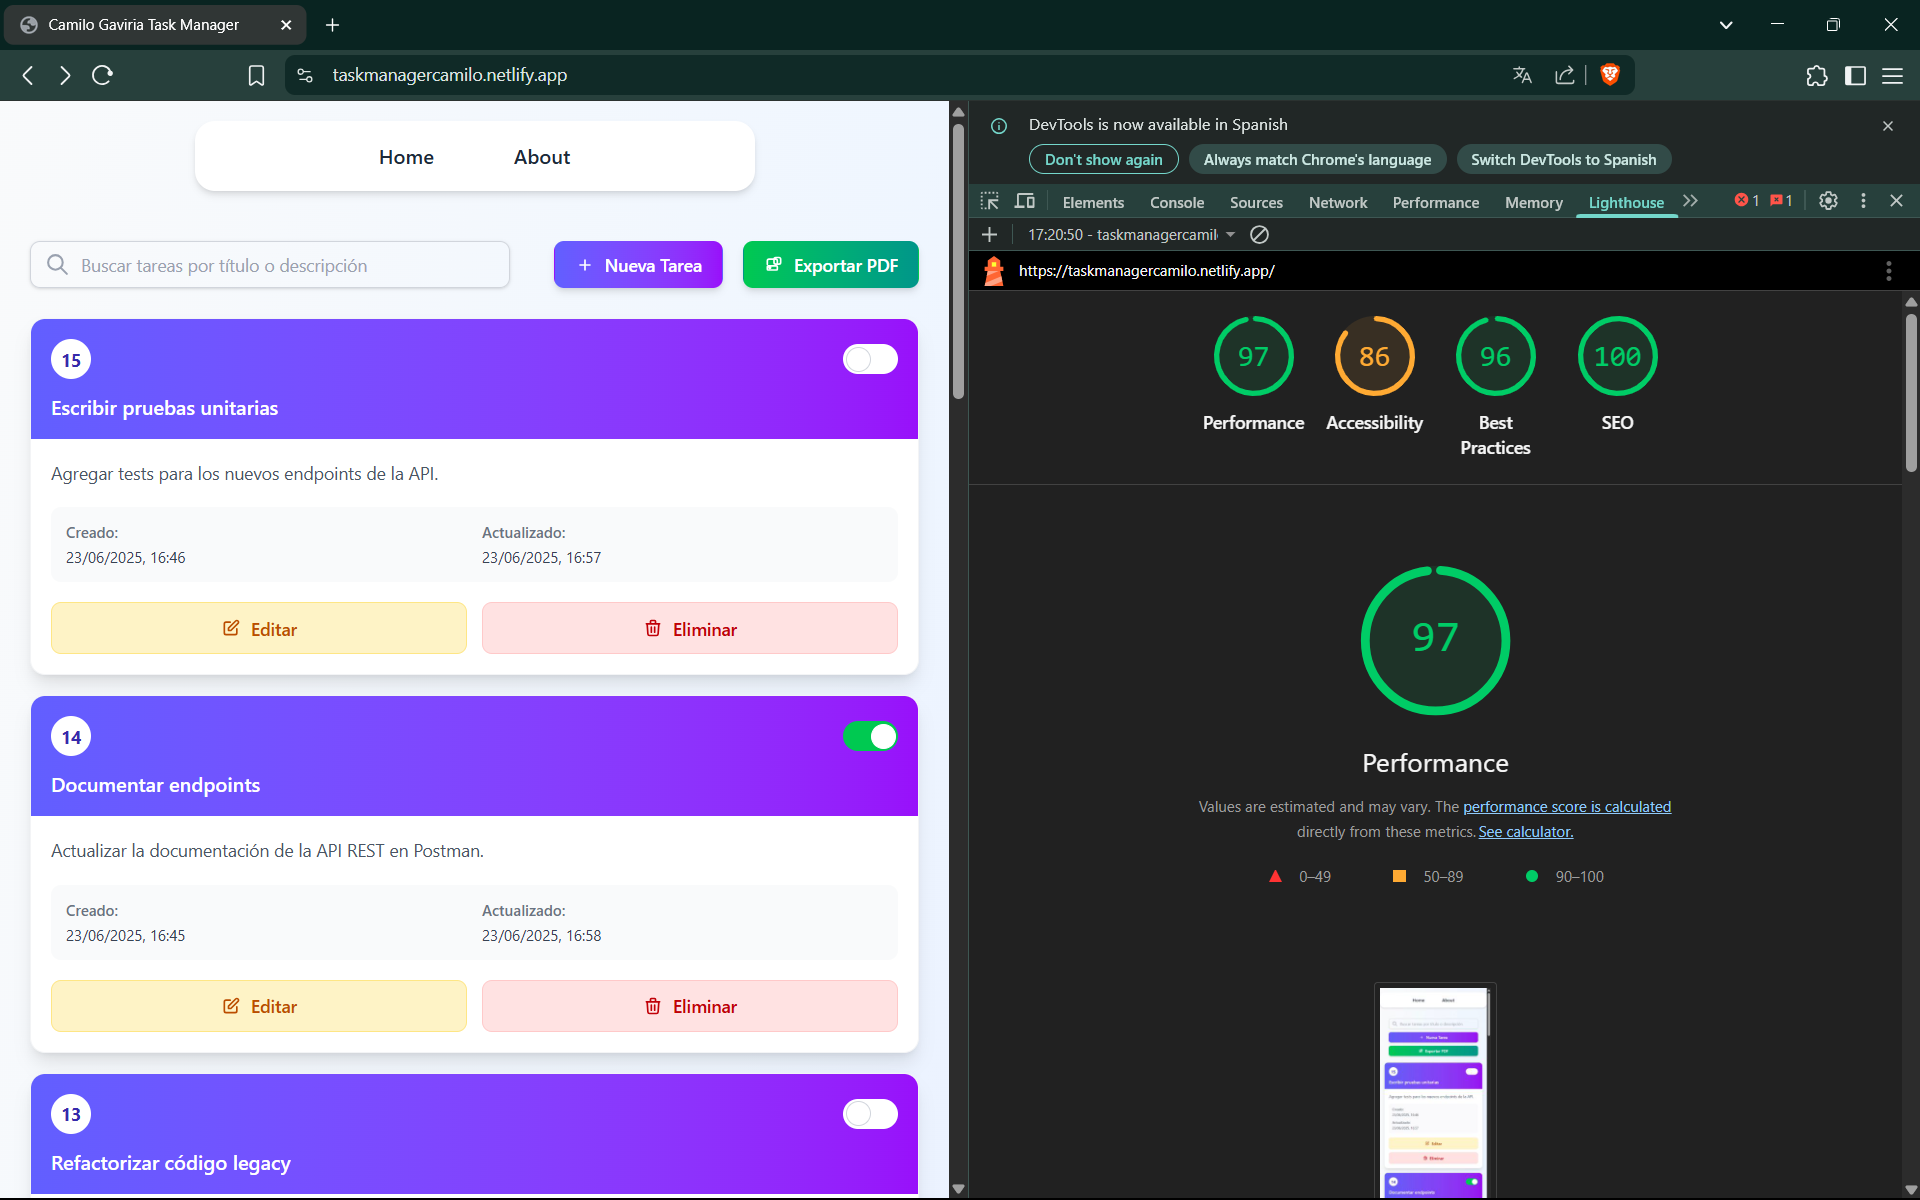 Camilo Gaviria Task Manager
taskmanagercamilo.netlify.app
Home About
Buscar tareas por título o descripción
Nueva Tarea
Exportar PDF
15
Escribir pruebas unitarias
Agregar tests para los nuevos endpoints de la API.
Creado: Actualizado:
23/06/2025, 16:46 23/06/2025, 16:57
Editar Eliminar
14
Documentar endpoints
Actualizar la documentación de la API REST en Postman.
Creado: Actualizado:
23/06/2025, 16:45 23/06/2025, 16:58
Editar Eliminar
13
Refactorizar código legacy
DevTools is now available in Spanish
Don't show again Always match Chrome's language Switch DevTools to Spanish
Elements Console Sources Network Performance Memory Lighthouse 1 1
17:20:50 - taskmanagercamil
https://taskmanagercamilo.netlify.app/
97 86 96 100
Performance Accessibility Best Practices SEO
97
Performance
Values are estimated and may vary. The performance score is calculated
directly from these metrics. See calculator.
0–49 50–89 90–100